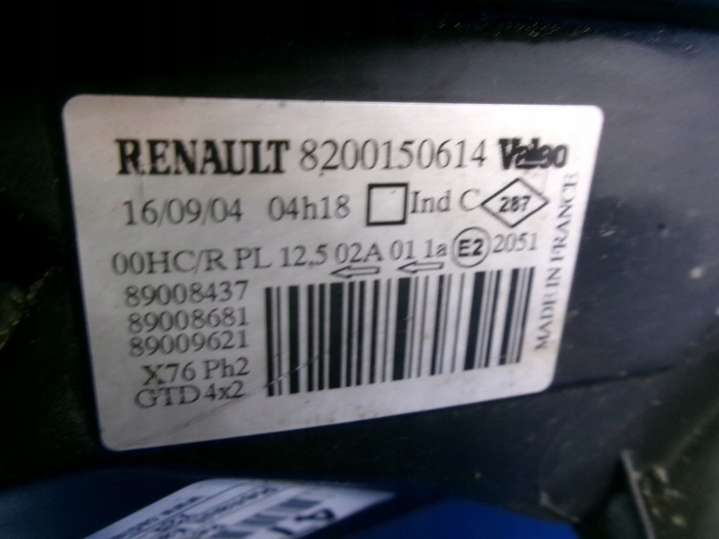 RENAULT 8200150614 Valeo
16/09/04 04h18 Ind C 287
00HC/R PL 12,5 02A 01 1a E2 2051
89008437
89008681
89009621
X76 Ph2
GTD 4x2
MADE IN FRANCE